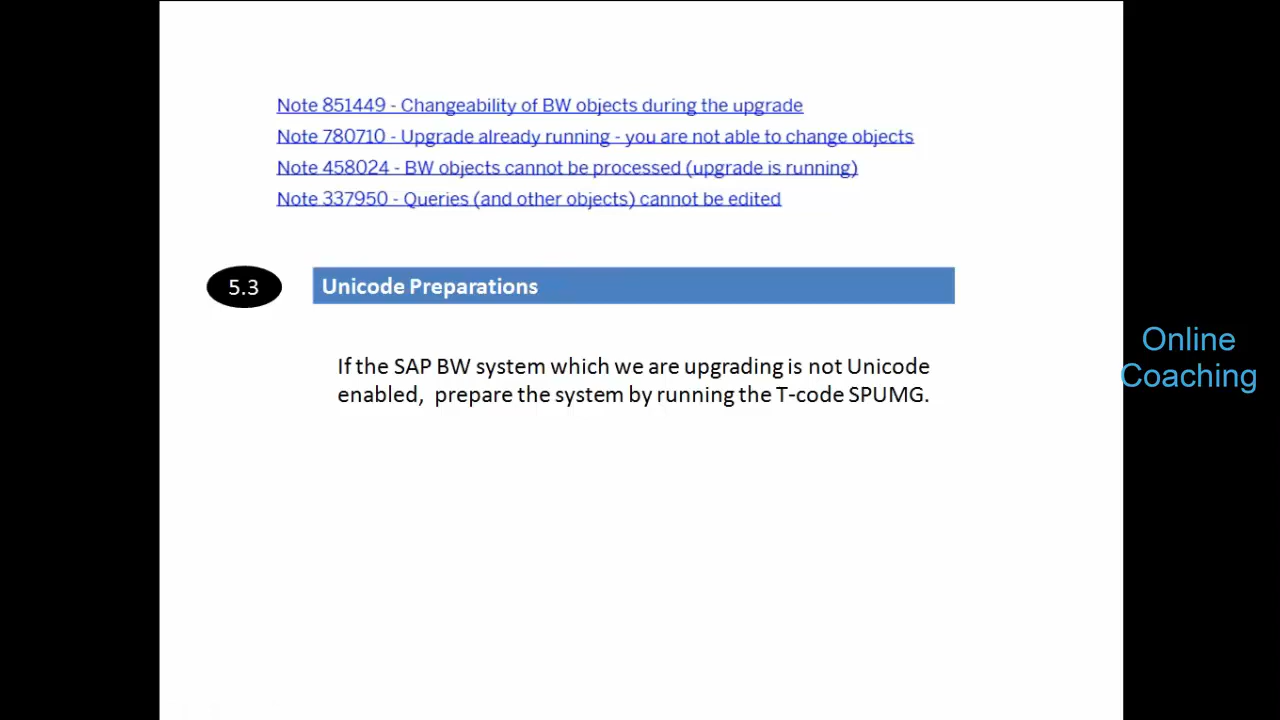 Note 851449 - Changeability of BW objects during the upgrade
Note 780710 - Upgrade already running - you are not able to change objects
Note 458024 - BW objects cannot be processed (upgrade is running)
Note 337950 - Queries (and other objects) cannot be edited
5.3 Unicode Preparations
If the SAP BW system which we are upgrading is not Unicode
enabled,  prepare the system by running the T-code SPUMG.
Online
Coaching